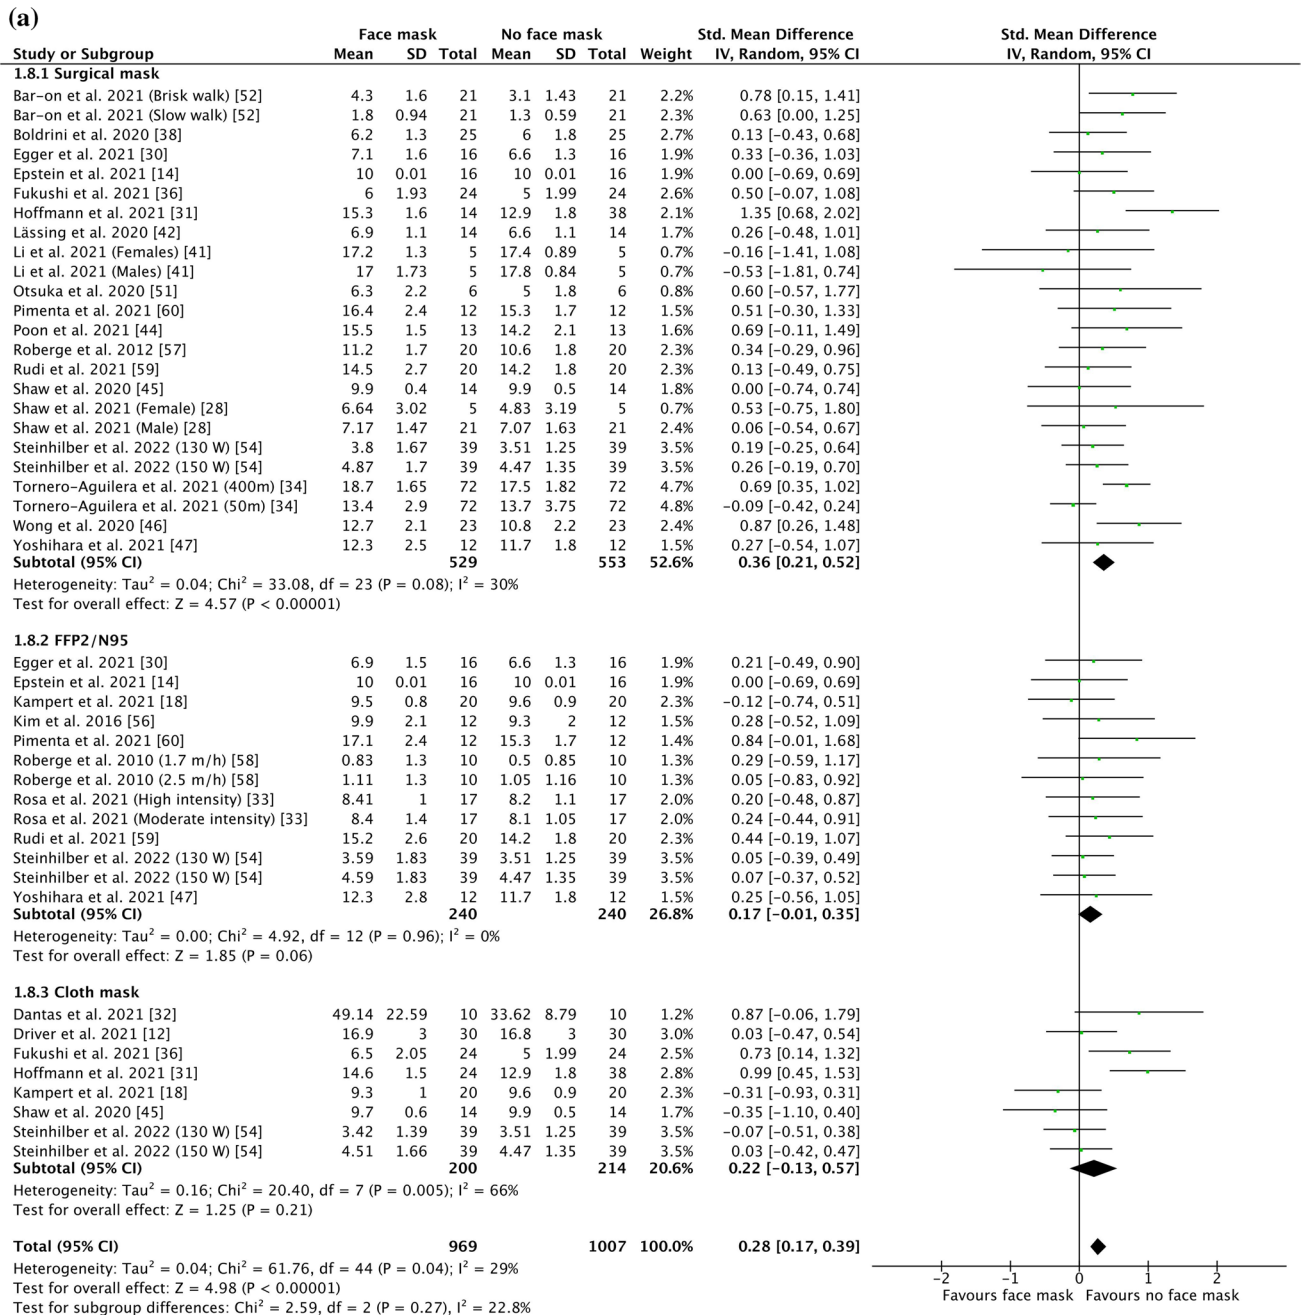 (a)
Face mask No face mask Std. Mean Difference Std. Mean Difference
Study or Subgroup Mean SD Total Mean SD Total Weight IV, Random, 95% CI IV, Random, 95% CI
1.8.1 Surgical mask
Bar-on et al. 2021 (Brisk walk) [52] 4.3 1.6 21 3.1 1.43 21 2.2% 0.78 [0.15, 1.41]
Bar-on et al. 2021 (Slow walk) [52] 1.8 0.94 21 1.3 0.59 21 2.3% 0.63 [0.00, 1.25]
Boldrini et al. 2020 [38] 6.2 1.3 25 6 1.8 25 2.7% 0.13 [-0.43, 0.68]
Egger et al. 2021 [30] 7.1 1.6 16 6.6 1.3 16 1.9% 0.33 [-0.36, 1.03]
Epstein et al. 2021 [14] 10 0.01 16 10 0.01 16 1.9% 0.00 [-0.69, 0.69]
Fukushi et al. 2021 [36] 6 1.93 24 5 1.99 24 2.6% 0.50 [-0.07, 1.08]
Hoffmann et al. 2021 [31] 15.3 1.6 14 12.9 1.8 38 2.1% 1.35 [0.68, 2.02]
Lässing et al. 2020 [42] 6.9 1.1 14 6.6 1.1 14 1.7% 0.26 [-0.48, 1.01]
Li et al. 2021 (Females) [41] 17.2 1.3 5 17.4 0.89 5 0.7% -0.16 [-1.41, 1.08]
Li et al. 2021 (Males) [41] 17 1.73 5 17.8 0.84 5 0.7% -0.53 [-1.81, 0.74]
Otsuka et al. 2020 [51] 6.3 2.2 6 5 1.8 6 0.8% 0.60 [-0.57, 1.77]
Pimenta et al. 2021 [60] 16.4 2.4 12 15.3 1.7 12 1.5% 0.51 [-0.30, 1.33]
Poon et al. 2021 [44] 15.5 1.5 13 14.2 2.1 13 1.6% 0.69 [-0.11, 1.49]
Roberge et al. 2012 [57] 11.2 1.7 20 10.6 1.8 20 2.3% 0.34 [-0.29, 0.96]
Rudi et al. 2021 [59] 14.5 2.7 20 14.2 1.8 20 2.3% 0.13 [-0.49, 0.75]
Shaw et al. 2020 [45] 9.9 0.4 14 9.9 0.5 14 1.8% 0.00 [-0.74, 0.74]
Shaw et al. 2021 (Female) [28] 6.64 3.02 5 4.83 3.19 5 0.7% 0.53 [-0.75, 1.80]
Shaw et al. 2021 (Male) [28] 7.17 1.47 21 7.07 1.63 21 2.4% 0.06 [-0.54, 0.67]
Steinhilber et al. 2022 (130 W) [54] 3.8 1.67 39 3.51 1.25 39 3.5% 0.19 [-0.25, 0.64]
Steinhilber et al. 2022 (150 W) [54] 4.87 1.7 39 4.47 1.35 39 3.5% 0.26 [-0.19, 0.70]
Tornero-Aguilera et al. 2021 (400m) [34] 18.7 1.65 72 17.5 1.82 72 4.7% 0.69 [0.35, 1.02]
Tornero-Aguilera et al. 2021 (50m) [34] 13.4 2.9 72 13.7 3.75 72 4.8% -0.09 [-0.42, 0.24]
Wong et al. 2020 [46] 12.7 2.1 23 10.8 2.2 23 2.4% 0.87 [0.26, 1.48]
Yoshihara et al. 2021 [47] 12.3 2.5 12 11.7 1.8 12 1.5% 0.27 [-0.54, 1.07]
Subtotal (95% CI) 529 553 52.6% 0.36 [0.21, 0.52]
Heterogeneity: Tau² = 0.04; Chi² = 33.08, df = 23 (P = 0.08); I² = 30%
Test for overall effect: Z = 4.57 (P < 0.00001)
1.8.2 FFP2/N95
Egger et al. 2021 [30] 6.9 1.5 16 6.6 1.3 16 1.9% 0.21 [-0.49, 0.90]
Epstein et al. 2021 [14] 10 0.01 16 10 0.01 16 1.9% 0.00 [-0.69, 0.69]
Kampert et al. 2021 [18] 9.5 0.8 20 9.6 0.9 20 2.3% -0.12 [-0.74, 0.51]
Kim et al. 2016 [56] 9.9 2.1 12 9.3 2 12 1.5% 0.28 [-0.52, 1.09]
Pimenta et al. 2021 [60] 17.1 2.4 12 15.3 1.7 12 1.4% 0.84 [-0.01, 1.68]
Roberge et al. 2010 (1.7 m/h) [58] 0.83 1.3 10 0.5 0.85 10 1.3% 0.29 [-0.59, 1.17]
Roberge et al. 2010 (2.5 m/h) [58] 1.11 1.3 10 1.05 1.16 10 1.3% 0.05 [-0.83, 0.92]
Rosa et al. 2021 (High intensity) [33] 8.41 1 17 8.2 1.1 17 2.0% 0.20 [-0.48, 0.87]
Rosa et al. 2021 (Moderate intensity) [33] 8.4 1.4 17 8.1 1.05 17 2.0% 0.24 [-0.44, 0.91]
Rudi et al. 2021 [59] 15.2 2.6 20 14.2 1.8 20 2.2% 0.44 [-0.19, 1.07]
Steinhilber et al. 2022 (130 W) [54] 3.59 1.83 39 3.51 1.25 39 3.5% 0.05 [-0.39, 0.49]
Steinhilber et al. 2022 (150 W) [54] 4.59 1.83 39 4.47 1.35 39 3.5% 0.07 [-0.37, 0.52]
Yoshihara et al. 2021 [47] 12.3 2.8 12 11.7 1.8 12 1.5% 0.25 [-0.56, 1.05]
Subtotal (95% CI) 240 240 26.8% 0.17 [-0.01, 0.35]
Heterogeneity: Tau² = 0.00; Chi² = 4.92, df = 12 (P = 0.96); I² = 0%
Test for overall effect: Z = 1.85 (P = 0.06)
1.8.3 Cloth mask
Dantas et al. 2021 [32] 49.14 22.59 10 33.62 8.79 10 1.2% 0.87 [-0.06, 1.79]
Driver et al. 2021 [12] 16.9 3 30 16.8 3 30 3.0% 0.03 [-0.47, 0.54]
Fukushi et al. 2021 [36] 6.5 2.05 24 5 1.99 24 2.5% 0.73 [0.14, 1.32]
Hoffmann et al. 2021 [31] 14.6 1.5 24 12.9 1.8 38 2.8% 0.99 [0.45, 1.53]
Kampert et al. 2021 [18] 9.3 1 20 9.6 0.9 20 2.3% -0.31 [-0.93, 0.31]
Shaw et al. 2020 [45] 9.7 0.6 14 9.9 0.5 14 1.7% -0.35 [-1.10, 0.40]
Steinhilber et al. 2022 (130 W) [54] 3.42 1.39 39 3.51 1.25 39 3.5% -0.07 [-0.51, 0.38]
Steinhilber et al. 2022 (150 W) [54] 4.51 1.66 39 4.47 1.35 39 3.5% 0.03 [-0.42, 0.47]
Subtotal (95% CI) 200 214 20.6% 0.22 [-0.13, 0.57]
Heterogeneity: Tau² = 0.16; Chi² = 20.40, df = 7 (P = 0.005); I² = 66%
Test for overall effect: Z = 1.25 (P = 0.21)
Total (95% CI) 969 1007 100.0% 0.28 [0.17, 0.39]
Heterogeneity: Tau² = 0.04; Chi² = 61.76, df = 44 (P = 0.04); I² = 29%
Test for overall effect: Z = 4.98 (P < 0.00001)
Test for subgroup differences: Chi² = 2.59, df = 2 (P = 0.27), I² = 22.8%
-2 -1 0 1 2
Favours face mask Favours no face mask